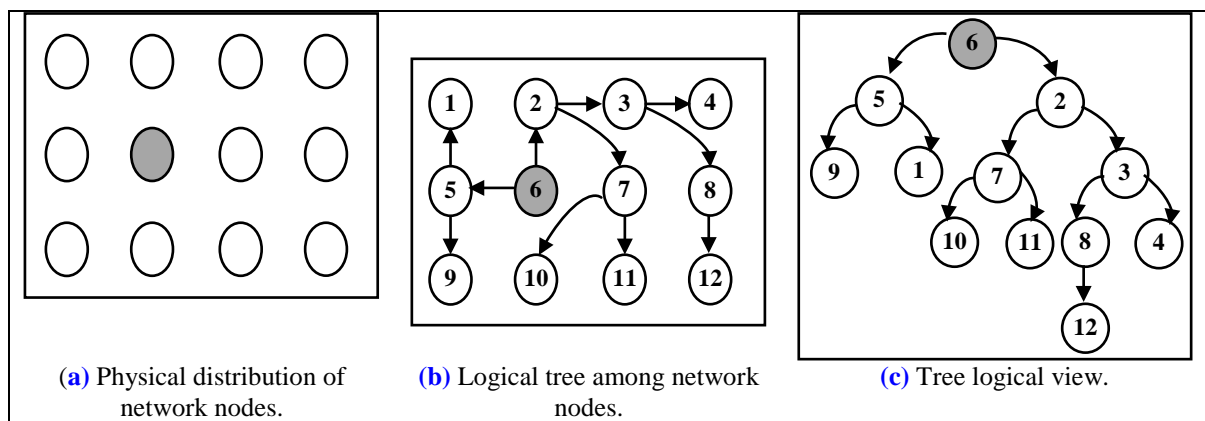 1 2 3 4
5 6 7 8
9 10 11 12
6
5 2
9 1 7 3
10 11 8 4
12
(a) Physical distribution of
network nodes.
(b) Logical tree among network
nodes.
(c) Tree logical view.